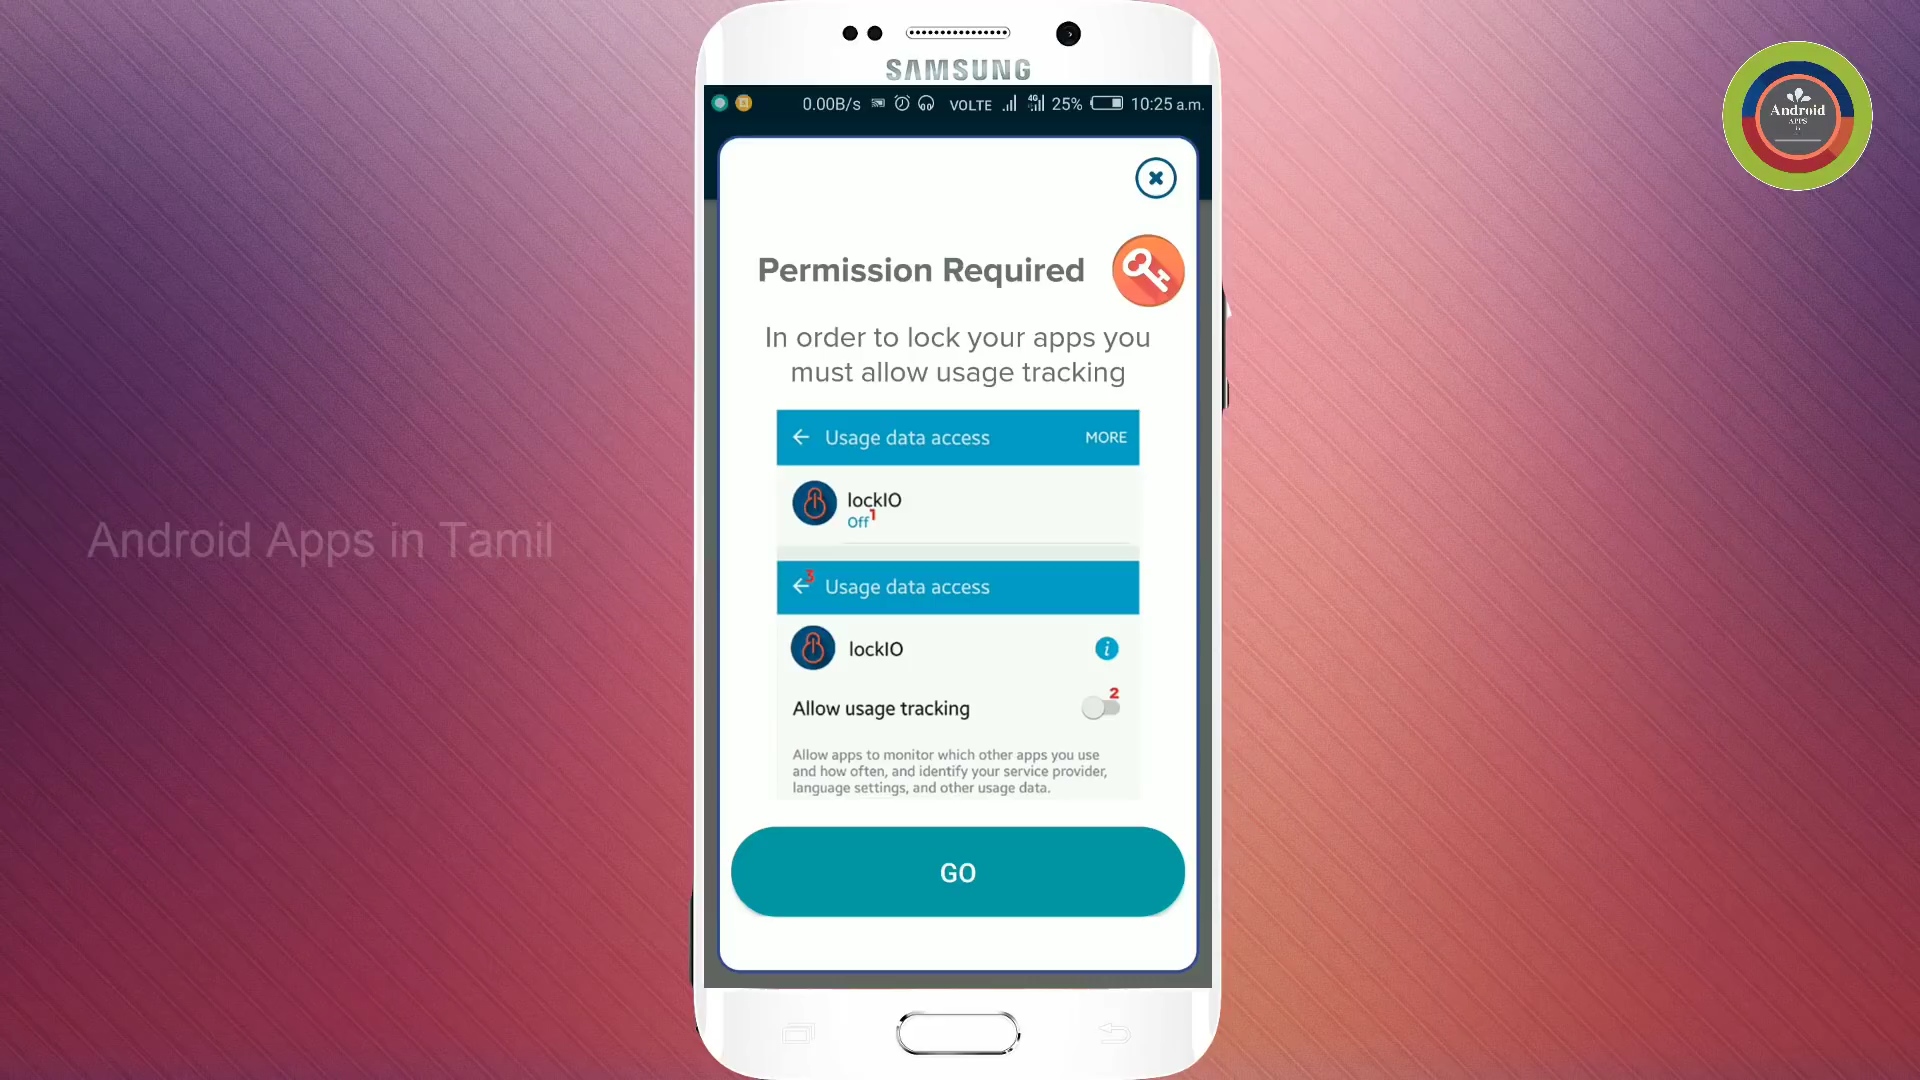 SAMSUNG
0.00B/s VOLTE 4G 25% 10:25 a.m.
Android
APPS
Permission Required
In order to lock your apps you
must allow usage tracking
Usage data access MORE
lockIO
Off 1
3 Usage data access
lockIO i
2
Allow usage tracking
Allow apps to monitor which other apps you use
and how often, and identify your service provider,
language settings, and other usage data.
GO
Android Apps in Tamil